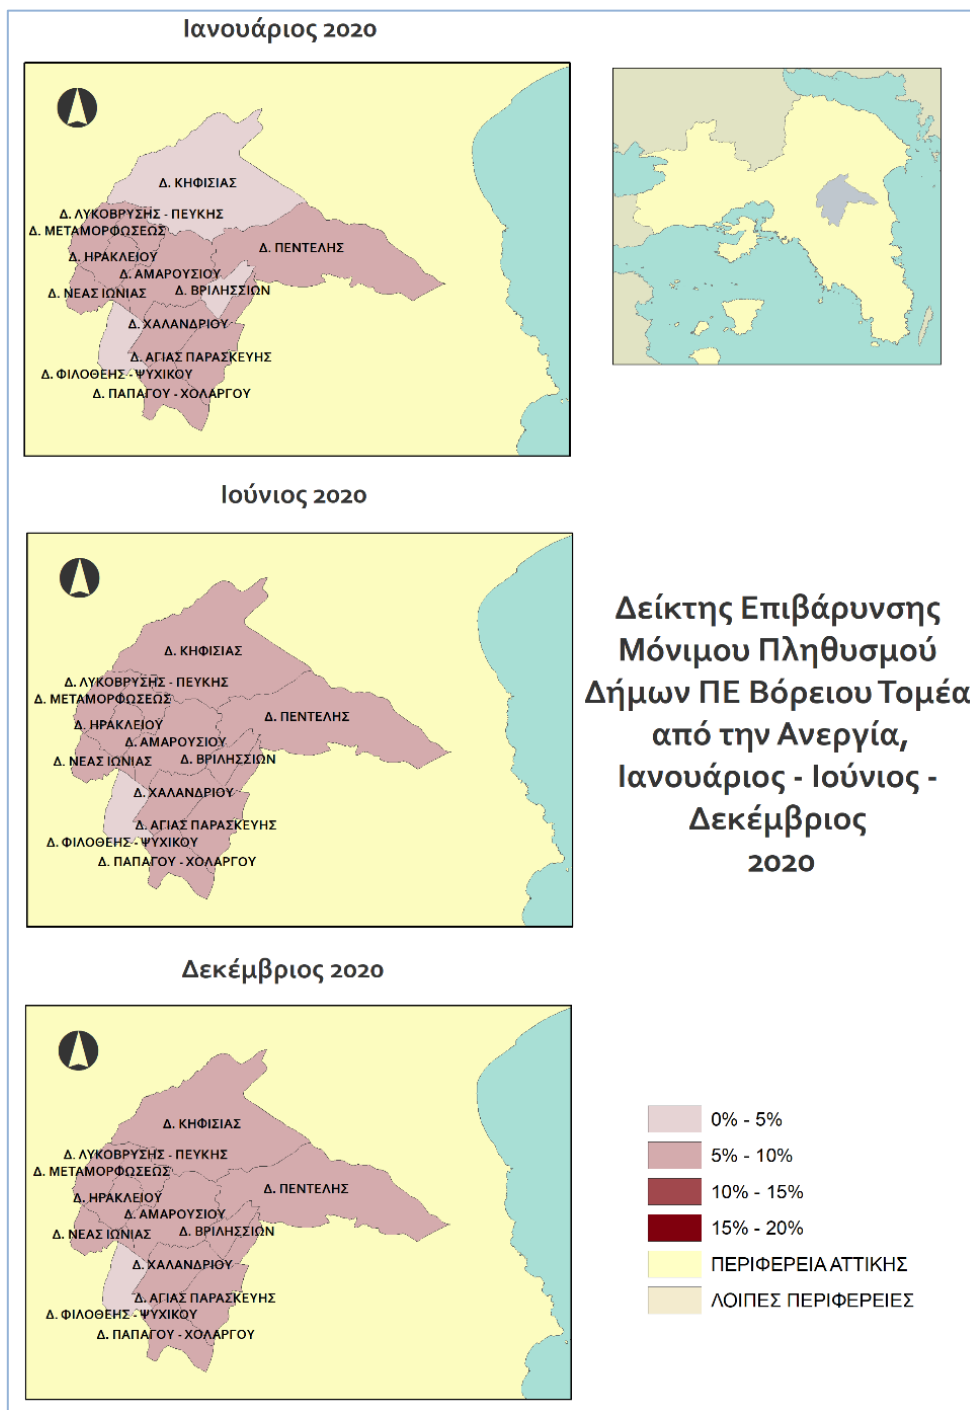 Ιανουάριος 2020
Δ. ΚΗΦΙΣΙΑΣ
Δ. ΛΥΚΟΒΡΥΣΗΣ - ΠΕΥΚΗΣ
Δ. ΜΕΤΑΜΟΡΦΩΣΕΩΣ
Δ. ΠΕΝΤΕΛΗΣ
Δ. ΗΡΑΚΛΕΙΟΥ
Δ. ΑΜΑΡΟΥΣΙΟΥ
Δ. ΝΕΑΣ ΙΩΝΙΑΣ
Δ. ΒΡΙΛΗΣΣΙΩΝ
Δ. ΧΑΛΑΝΔΡΙΟΥ
Δ. ΑΓΙΑΣ ΠΑΡΑΣΚΕΥΗΣ
Δ. ΦΙΛΟΘΕΗΣ - ΨΥΧΙΚΟΥ
Δ. ΠΑΠΑΓΟΥ - ΧΟΛΑΡΓΟΥ
Ιούνιος 2020
Δ. ΚΗΦΙΣΙΑΣ
Δ. ΛΥΚΟΒΡΥΣΗΣ - ΠΕΥΚΗΣ
Δ. ΜΕΤΑΜΟΡΦΩΣΕΩΣ
Δ. ΠΕΝΤΕΛΗΣ
Δ. ΗΡΑΚΛΕΙΟΥ
Δ. ΑΜΑΡΟΥΣΙΟΥ
Δ. ΝΕΑΣ ΙΩΝΙΑΣ
Δ. ΒΡΙΛΗΣΣΙΩΝ
Δ. ΧΑΛΑΝΔΡΙΟΥ
Δ. ΑΓΙΑΣ ΠΑΡΑΣΚΕΥΗΣ
Δ. ΦΙΛΟΘΕΗΣ - ΨΥΧΙΚΟΥ
Δ. ΠΑΠΑΓΟΥ - ΧΟΛΑΡΓΟΥ
Δείκτης Επιβάρυνσης
Μόνιμου Πληθυσμού
Δήμων ΠΕ Βόρειου Τομέα
από την Ανεργία,
Ιανουάριος - Ιούνιος -
Δεκέμβριος
2020
Δεκέμβριος 2020
Δ. ΚΗΦΙΣΙΑΣ
Δ. ΛΥΚΟΒΡΥΣΗΣ - ΠΕΥΚΗΣ
Δ. ΜΕΤΑΜΟΡΦΩΣΕΩΣ
Δ. ΠΕΝΤΕΛΗΣ
Δ. ΗΡΑΚΛΕΙΟΥ
Δ. ΑΜΑΡΟΥΣΙΟΥ
Δ. ΝΕΑΣ ΙΩΝΙΑΣ
Δ. ΒΡΙΛΗΣΣΙΩΝ
Δ. ΧΑΛΑΝΔΡΙΟΥ
Δ. ΑΓΙΑΣ ΠΑΡΑΣΚΕΥΗΣ
Δ. ΦΙΛΟΘΕΗΣ - ΨΥΧΙΚΟΥ
Δ. ΠΑΠΑΓΟΥ - ΧΟΛΑΡΓΟΥ
0% - 5%
5% - 10%
10% - 15%
15% - 20%
ΠΕΡΙΦΕΡΕΙΑ ΑΤΤΙΚΗΣ
ΛΟΙΠΕΣ ΠΕΡΙΦΕΡΕΙΕΣ